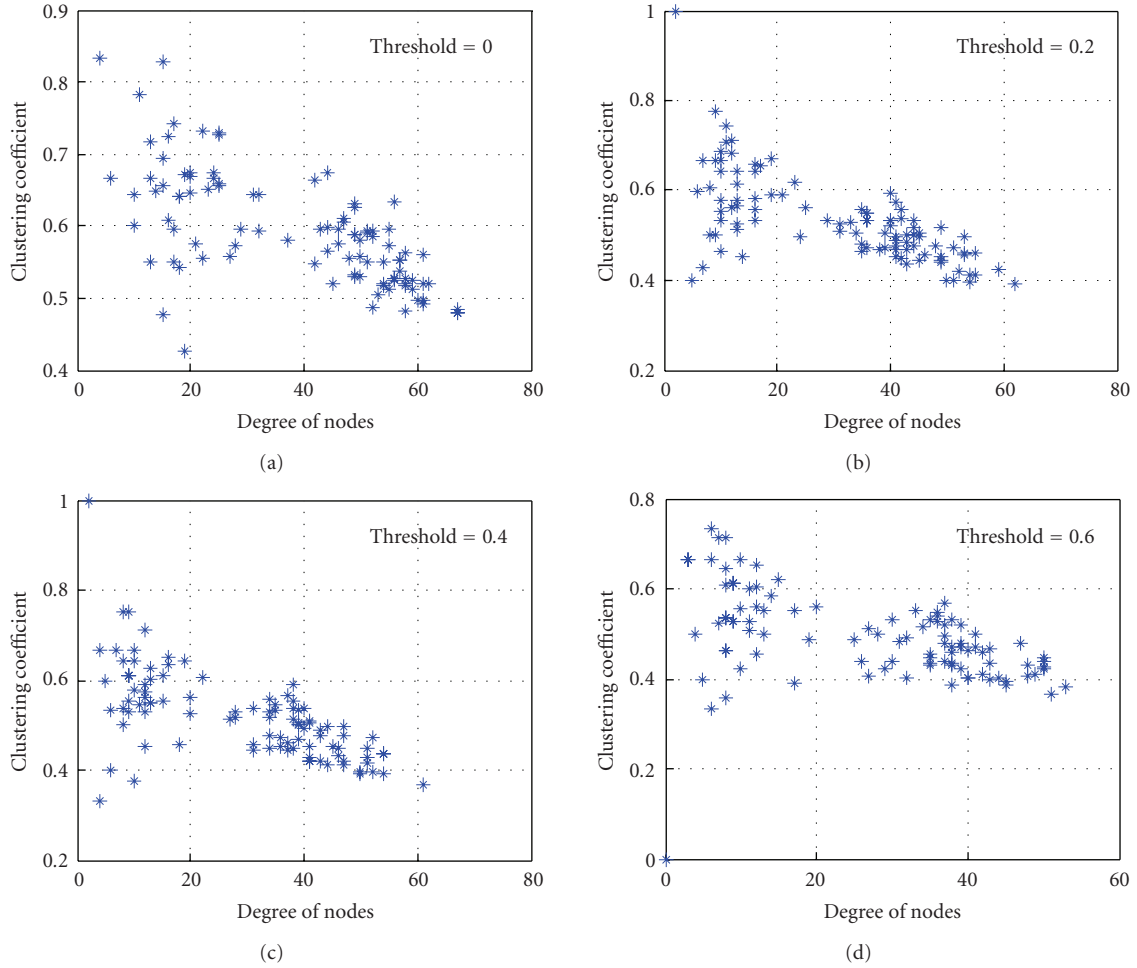 Threshold = 0
Clustering coefficient
0.9
0.8
0.7
0.6
0.5
0.4
0
20
40
60
80
Degree of nodes
(a)
Threshold = 0.2
Clustering coefficient
1
0.8
0.6
0.4
0.2
0
20
40
60
80
Degree of nodes
(b)
Threshold = 0.4
Clustering coefficient
1
0.8
0.6
0.4
0.2
0
20
40
60
80
Degree of nodes
(c)
Threshold = 0.6
Clustering coefficient
0.8
0.6
0.4
0.2
0
0
20
40
60
Degree of nodes
(d)